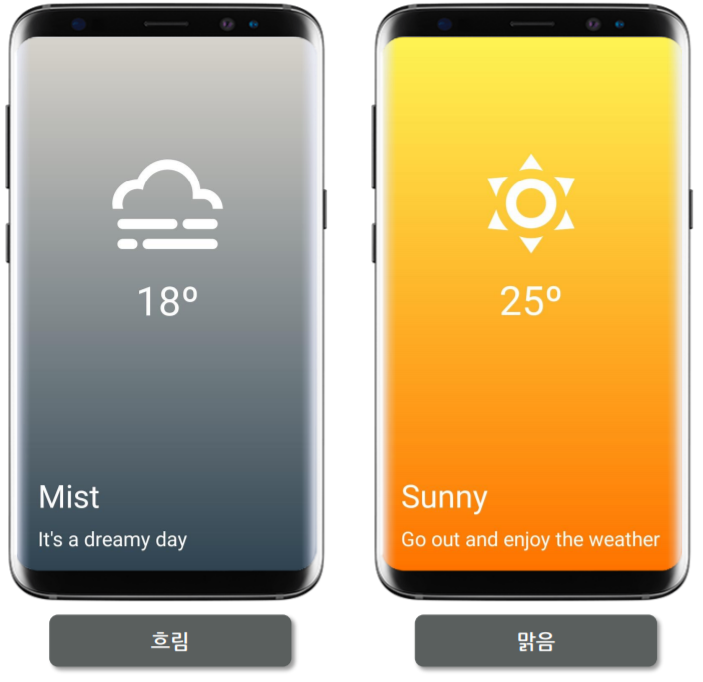 18º
Mist
It's a dreamy day
흐림
25º
Sunny
Go out and enjoy the weather
맑음